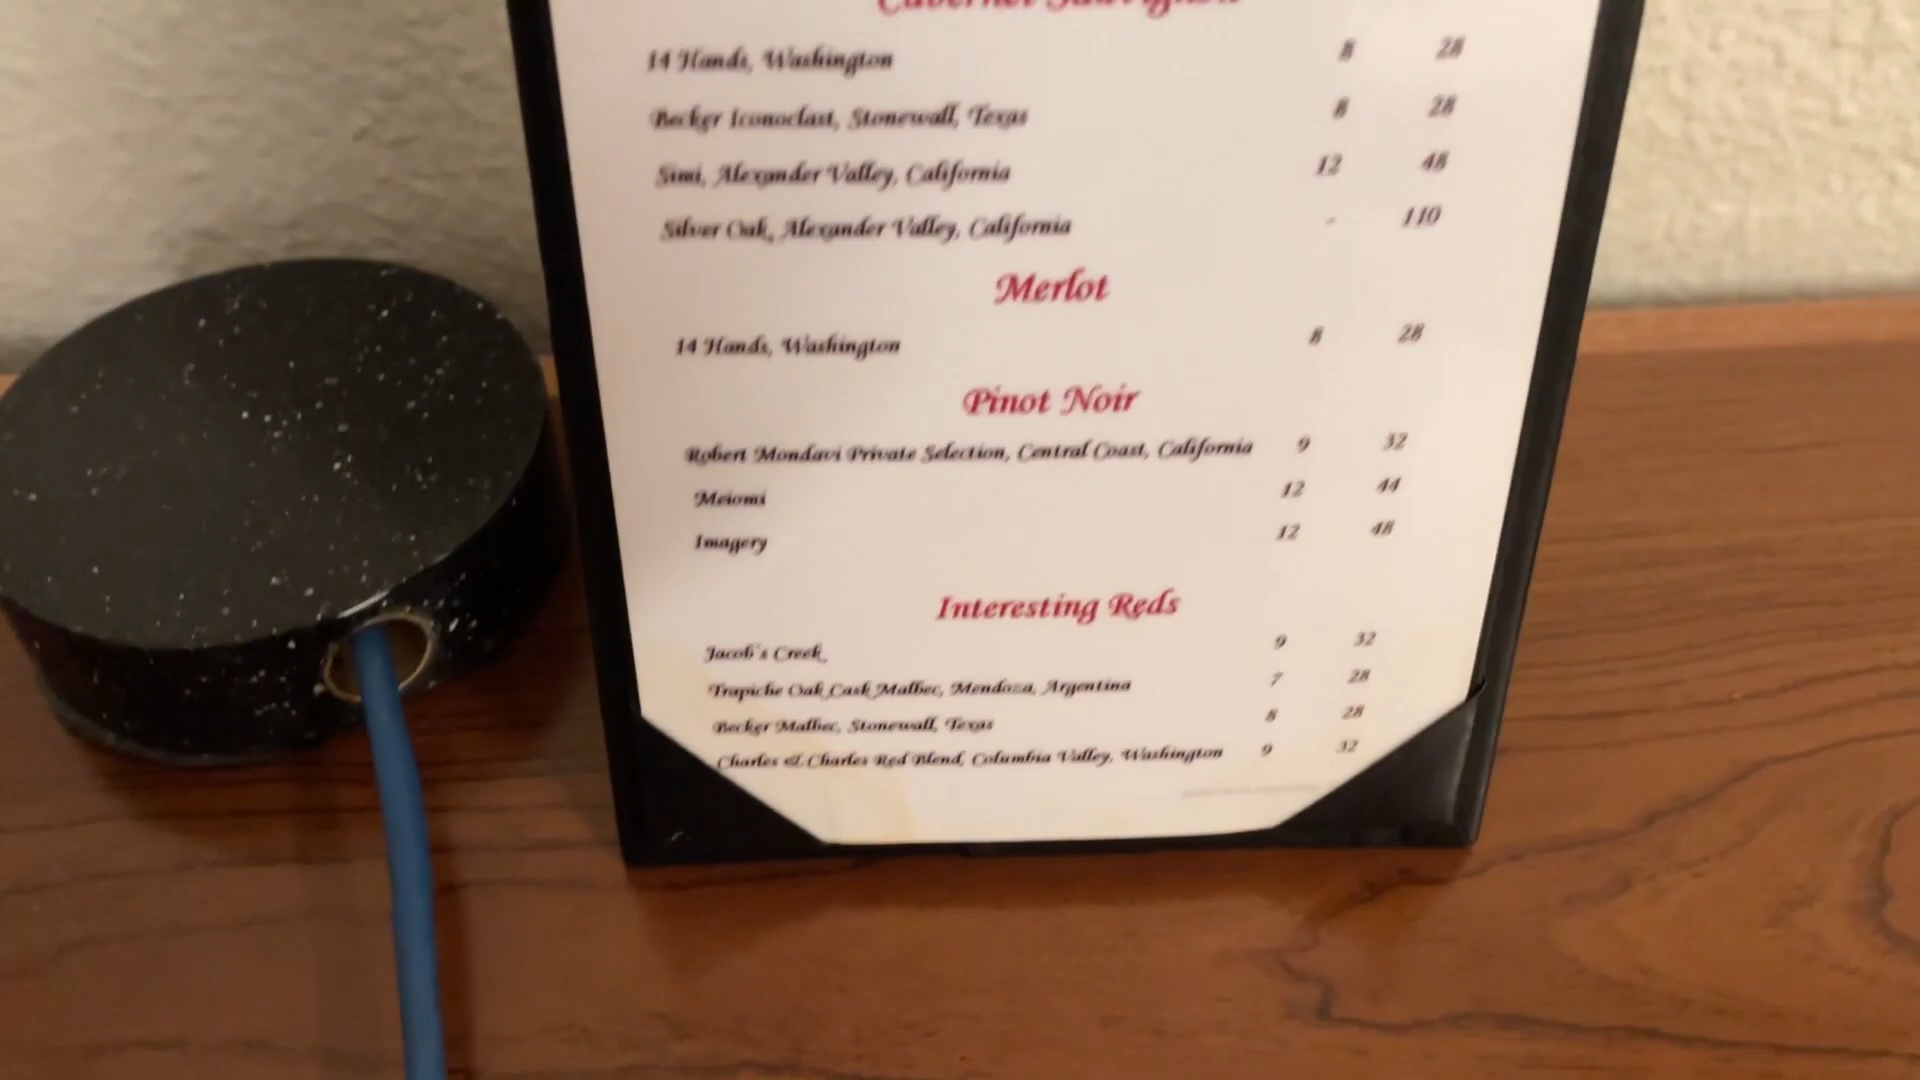 Cabernet Sauvignon
14 Hands, Washington 8 28
Becker Iconoclast, Stonewall, Texas 8 28
Simi, Alexander Valley, California 12 48
Silver Oak, Alexander Valley, California - 110
Merlot
14 Hands, Washington 8 28
Pinot Noir
Robert Mondavi Private Selection, Central Coast, California 9 32
Meiomi 12 44
Imagery 12 48
Interesting Reds
Jacob's Creek 9 32
Trapiche Oak Cask Malbec, Mendoza, Argentina 7 28
Becker Malbec, Stonewall, Texas 8 28
Charles & Charles Red Blend, Columbia Valley, Washington 9 32